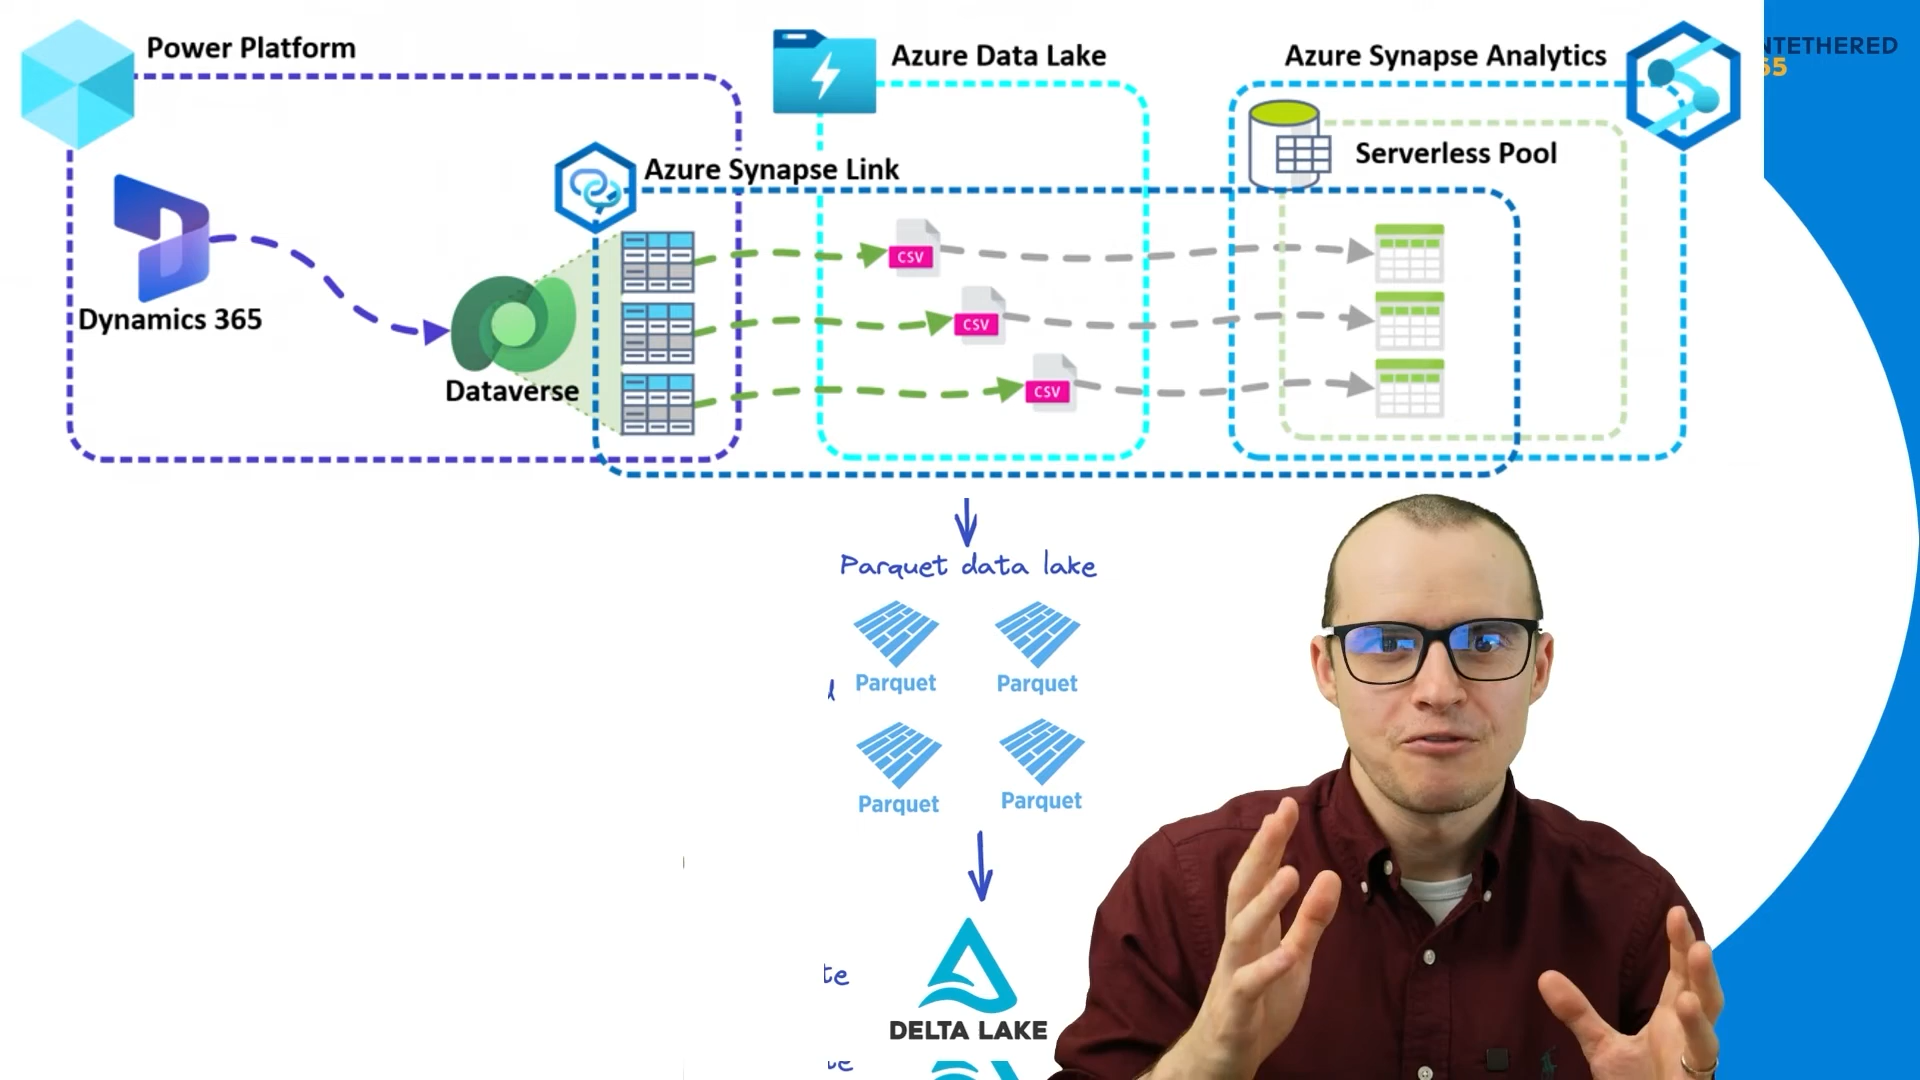 Power Platform
Azure Data Lake
Azure Synapse Analytics
NTETHERED
65
Azure Synapse Link
Serverless Pool
CSV
CSV
CSV
Dynamics 365
Dataverse
Parquet data lake
Parquet
Parquet
Parquet
Parquet
te
DELTA LAKE